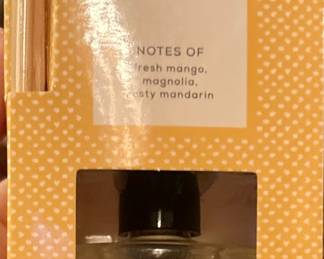 NOTES OF
fresh mango,
magnolia,
zesty mandarin